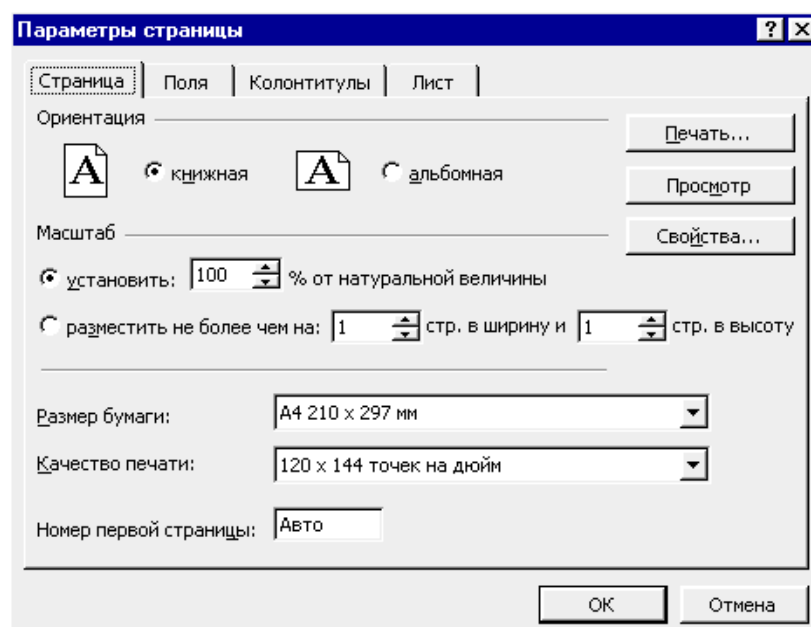 Параметры страницы
Страница Поля Колонтитулы Лист
Ориентация
Печать...
A книжная A альбомная
Просмотр
Масштаб
Свойства...
установить: 100 % от натуральной величины
разместить не более чем на: 1 стр. в ширину и 1 стр. в высоту
Размер бумаги: A4 210 x 297 мм
Качество печати: 120 x 144 точек на дюйм
Номер первой страницы: Авто
ОК Отмена